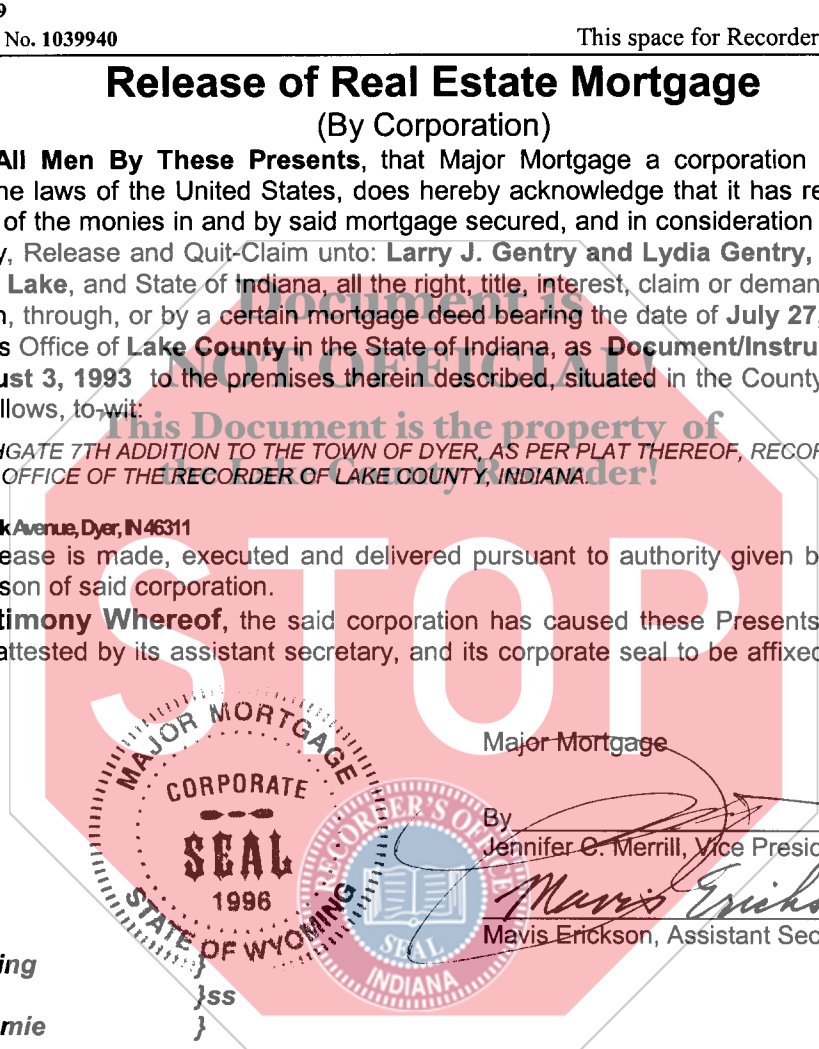 9
No. 1039940 This space for Recorder
Release of Real Estate Mortgage
(By Corporation)
All Men By These Presents, that Major Mortgage a corporation
he laws of the United States, does hereby acknowledge that it has re
of the monies in and by said mortgage secured, and in consideration
y, Release and Quit-Claim unto: Larry J. Gentry and Lydia Gentry,
Lake, and State of Indiana, all the right, title, interest, claim or deman
n, through, or by a certain mortgage deed bearing the date of July 27,
s Office of Lake County in the State of Indiana, as Document/Instru
ust 3, 1993 to the premises therein described, situated in the County
llows, to-wit:
Document is
NOT OFFICIAL!
This Document is the property of
the Lake County Recorder!
HGATE 7TH ADDITION TO THE TOWN OF DYER, AS PER PLAT THEREOF, RECOR
OFFICE OF THE RECORDER OF LAKE COUNTY, INDIANA.
k Avenue, Dyer, IN 46311
ease is made, executed and delivered pursuant to authority given b
son of said corporation.
timony Whereof, the said corporation has caused these Presents
attested by its assistant secretary, and its corporate seal to be affixed
STOP
MAJOR MORTGAGE
CORPORATE
SEAL
1996
STATE OF WYOMING
RECORDER'S OFFICE
SEAL
INDIANA
Major Mortgage
By
Jennifer C. Merrill, Vice Presid
Mavis Ericks
Mavis Erickson, Assistant Sec
ing }
}ss
mie }